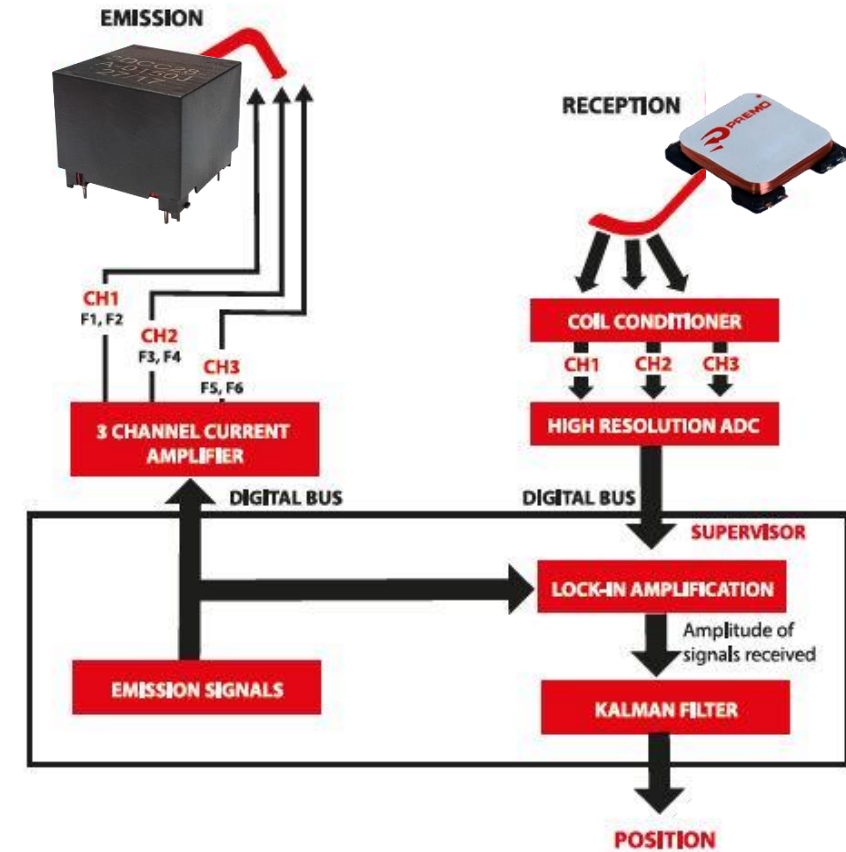 EMISSION
RECEPTION
PREMO
CH1
F1, F2
CH2
F3, F4
CH3
F5, F6
3 CHANNEL CURRENT
AMPLIFIER
COIL CONDITIONER
CH1 CH2 CH3
HIGH RESOLUTION ADC
DIGITAL BUS
DIGITAL BUS
SUPERVISOR
LOCK-IN AMPLIFICATION
Amplitude of
signals received
EMISSION SIGNALS
KALMAN FILTER
POSITION